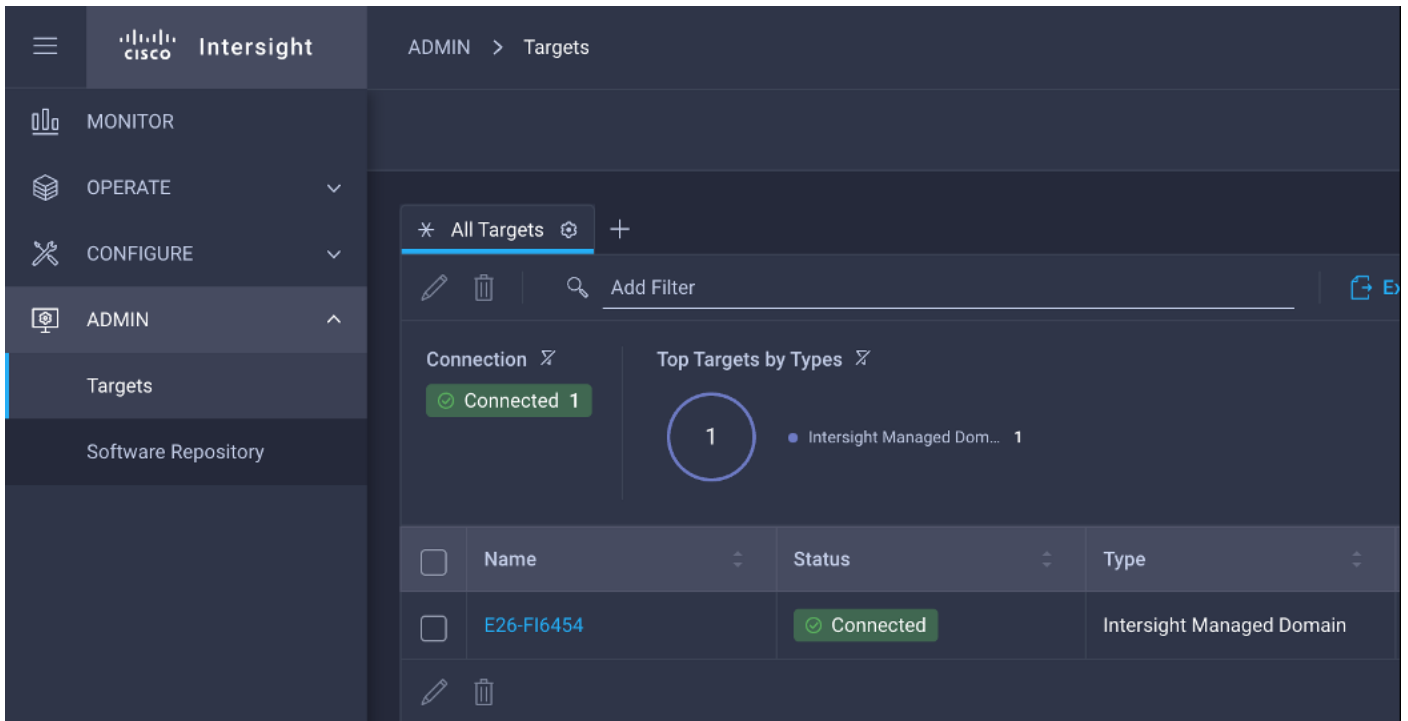 CISCO Intersight
ADMIN > Targets
MONITOR
OPERATE
CONFIGURE
ADMIN
Targets
Software Repository
All Targets
Add Filter
Connection
Connected 1
Top Targets by Types
1
Intersight Managed Dom... 1
Name Status Type
E26-FI6454 Connected Intersight Managed Domain